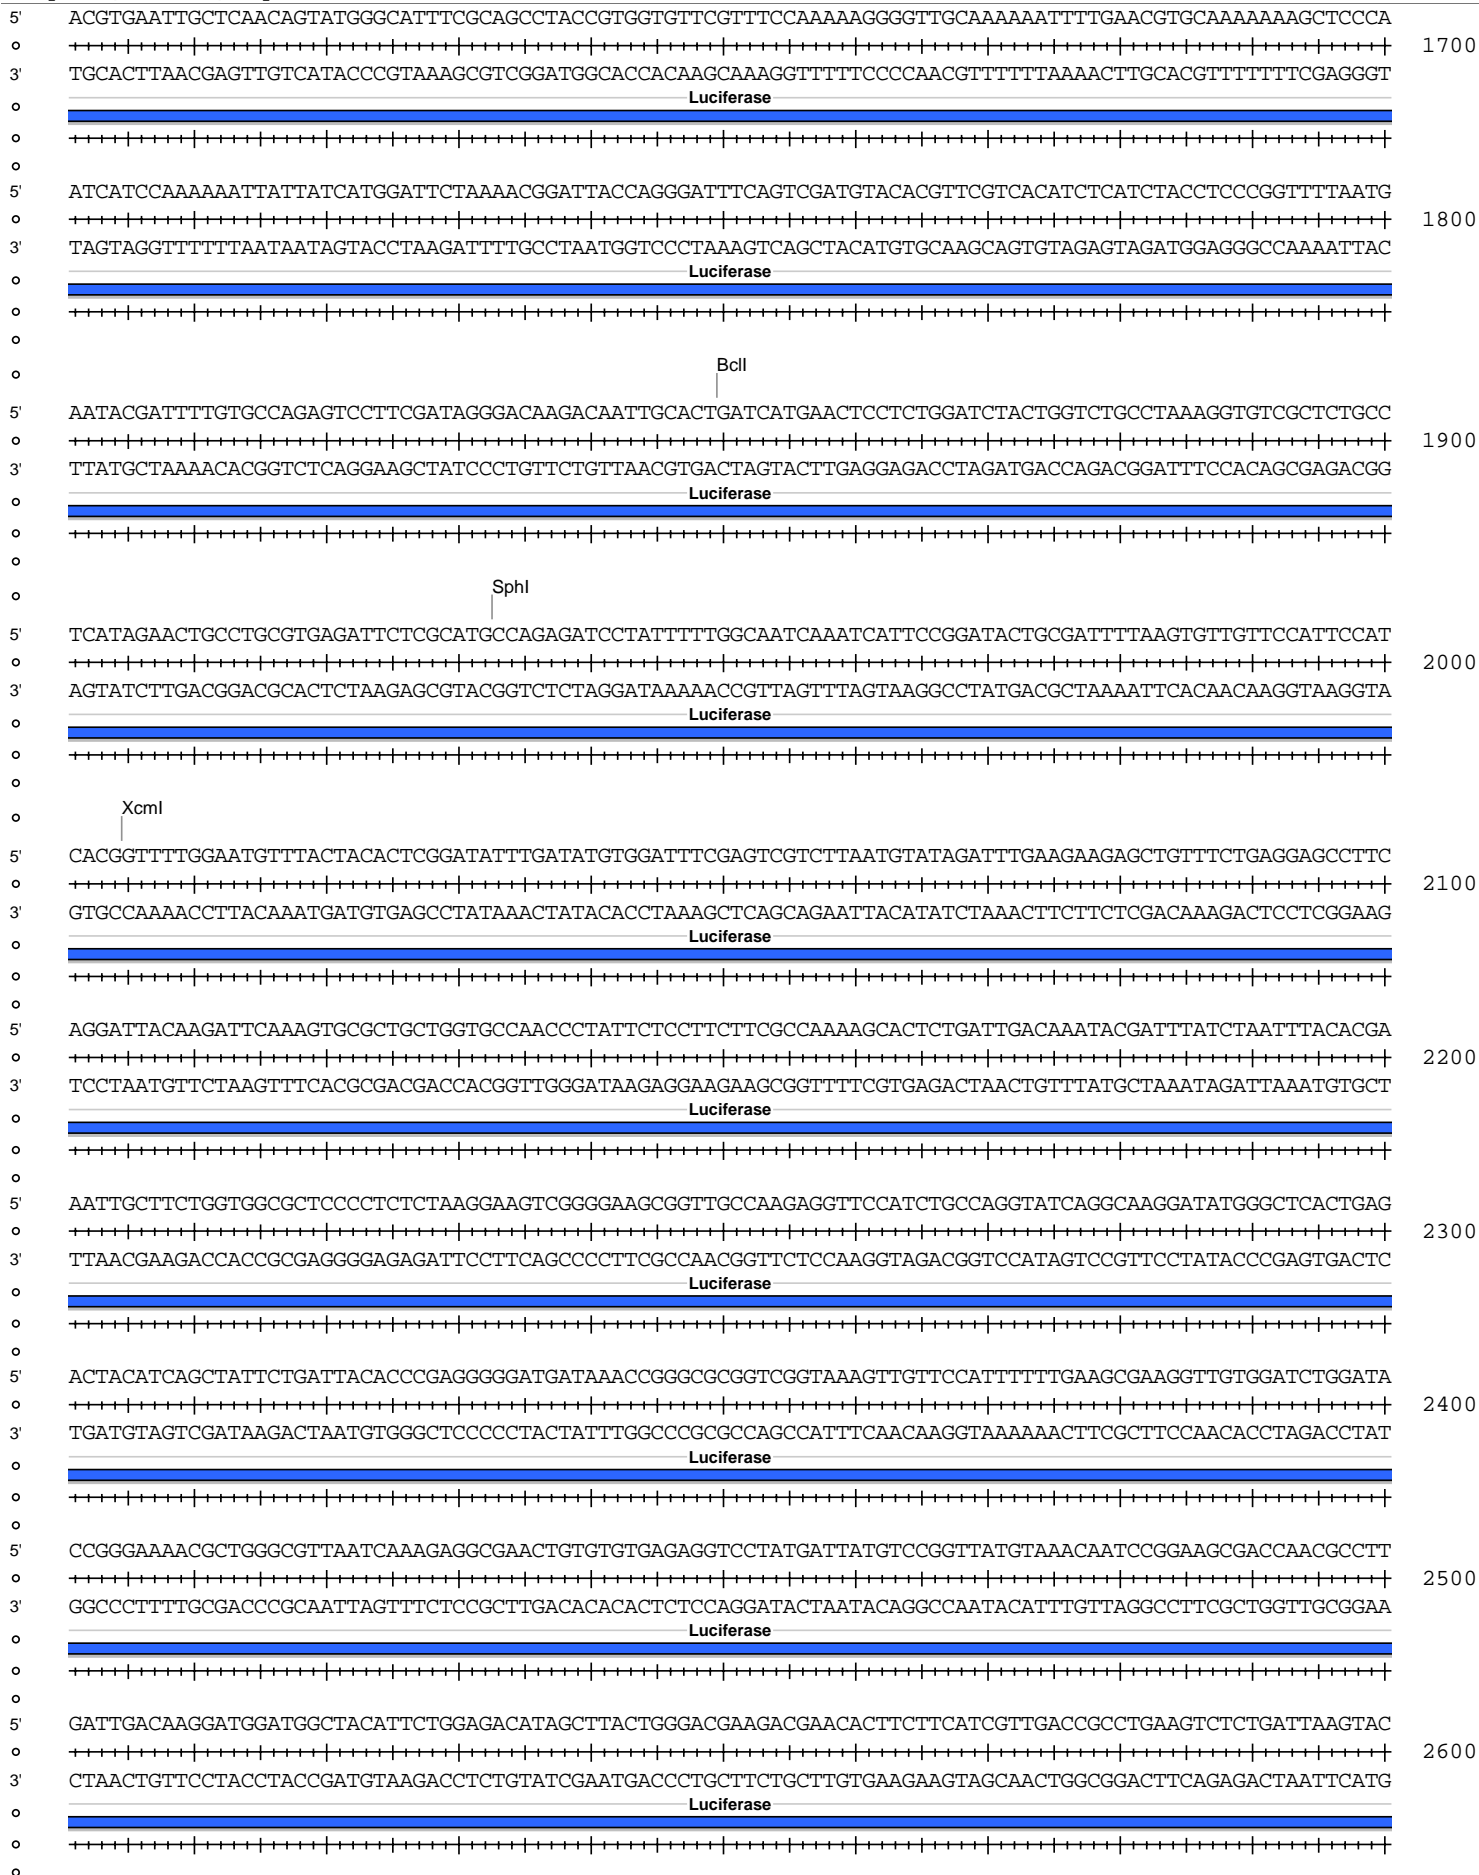 5' ACGTGAATTGCTCAACAGTATGGGCATTTCGCAGCCTACCGTGGTGTTCGTTTCCAAAAAGGGGTTGCAAAAAATTTTGAACGTGCAAAAAAAGCTCCCA
1700
3' TGCACTTAACGAGTTGTCATACCCGTAAAGCGTCGGATGGCACCACAAGCAAAGGTTTTTCCCCAACGTTTTTTAAAACTTGCACGTTTTTTTCGAGGGT
Luciferase
5' ATCATCCAAAAAATTATTATCATGGATTCTAAAACGGATTACCAGGGATTTCAGTCGATGTACACGTTCGTCACATCTCATCTACCTCCCGGTTTTAATG
1800
3' TAGTAGGTTTTTTAATAATAGTACCTAAGATTTTGCCTAATGGTCCCTAAAGTCAGCTACATGTGCAAGCAGTGTAGAGTAGATGGAGGGCCAAAATTAC
Luciferase
BclI
5' AATACGATTTTGTGCCAGAGTCCTTCGATAGGGACAAGACAATTGCACTGATCATGAACTCCTCTGGATCTACTGGTCTGCCTAAAGGTGTCGCTCTGCC
1900
3' TTATGCTAAAACACGGTCTCAGGAAGCTATCCCTGTTCTGTTAACGTGACTAGTACTTGAGGAGACCTAGATGACCAGACGGATTTCCACAGCGAGACGG
Luciferase
SphI
5' TCATAGAACTGCCTGCGTGAGATTCTCGCATGCCAGAGATCCTATTTTTGGCAATCAAATCATTCCGGATACTGCGATTTTAAGTGTTGTTCCATTCCAT
2000
3' AGTATCTTGACGGACGCACTCTAAGAGCGTACGGTCTCTAGGATAAAAACCGTTAGTTTAGTAAGGCCTATGACGCTAAAATTCACAACAAGGTAAGGTA
Luciferase
XcmI
5' CACGGTTTTGGAATGTTTACTACACTCGGATATTTGATATGTGGATTTCGAGTCGTCTTAATGTATAGATTTGAAGAAGAGCTGTTTCTGAGGAGCCTTC
2100
3' GTGCCAAAACCTTACAAATGATGTGAGCCTATAAACTATACACCTAAAGCTCAGCAGAATTACATATCTAAACTTCTTCTCGACAAAGACTCCTCGGAAG
Luciferase
5' AGGATTACAAGATTCAAAGTGCGCTGCTGGTGCCAACCCTATTCTCCTTCTTCGCCAAAAGCACTCTGATTGACAAATACGATTTATCTAATTTACACGA
2200
3' TCCTAATGTTCTAAGTTTCACGCGACGACCACGGTTGGGATAAGAGGAAGAAGCGGTTTTCGTGAGACTAACTGTTTATGCTAAATAGATTAAATGTGCT
Luciferase
5' AATTGCTTCTGGTGGCGCTCCCCTCTCTAAGGAAGTCGGGGAAGCGGTTGCCAAGAGGTTCCATCTGCCAGGTATCAGGCAAGGATATGGGCTCACTGAG
2300
3' TTAACGAAGACCACCGCGAGGGGAGAGATTCCTTCAGCCCCTTCGCCAACGGTTCTCCAAGGTAGACGGTCCATAGTCCGTTCCTATACCCGAGTGACTC
Luciferase
5' ACTACATCAGCTATTCTGATTACACCCGAGGGGGATGATAAACCGGGCGCGGTCGGTAAAGTTGTTCCATTTTTTGAAGCGAAGGTTGTGGATCTGGATA
2400
3' TGATGTAGTCGATAAGACTAATGTGGGCTCCCCCTACTATTTGGCCCGCGCCAGCCATTTCAACAAGGTAAAAAACTTCGCTTCCAACACCTAGACCTAT
Luciferase
5' CCGGGAAAACGCTGGGCGTTAATCAAAGAGGCGAACTGTGTGTGAGAGGTCCTATGATTATGTCCGGTTATGTAAACAATCCGGAAGCGACCAACGCCTT
2500
3' GGCCCTTTTGCGACCCGCAATTAGTTTCTCCGCTTGACACACACTCTCCAGGATACTAATACAGGCCAATACATTTGTTAGGCCTTCGCTGGTTGCGGAA
Luciferase
5' GATTGACAAGGATGGATGGCTACATTCTGGAGACATAGCTTACTGGGACGAAGACGAACACTTCTTCATCGTTGACCGCCTGAAGTCTCTGATTAAGTAC
2600
3' CTAACTGTTCCTACCTACCGATGTAAGACCTCTGTATCGAATGACCCTGCTTCTGCTTGTGAAGAAGTAGCAACTGGCGGACTTCAGAGACTAATTCATG
Luciferase